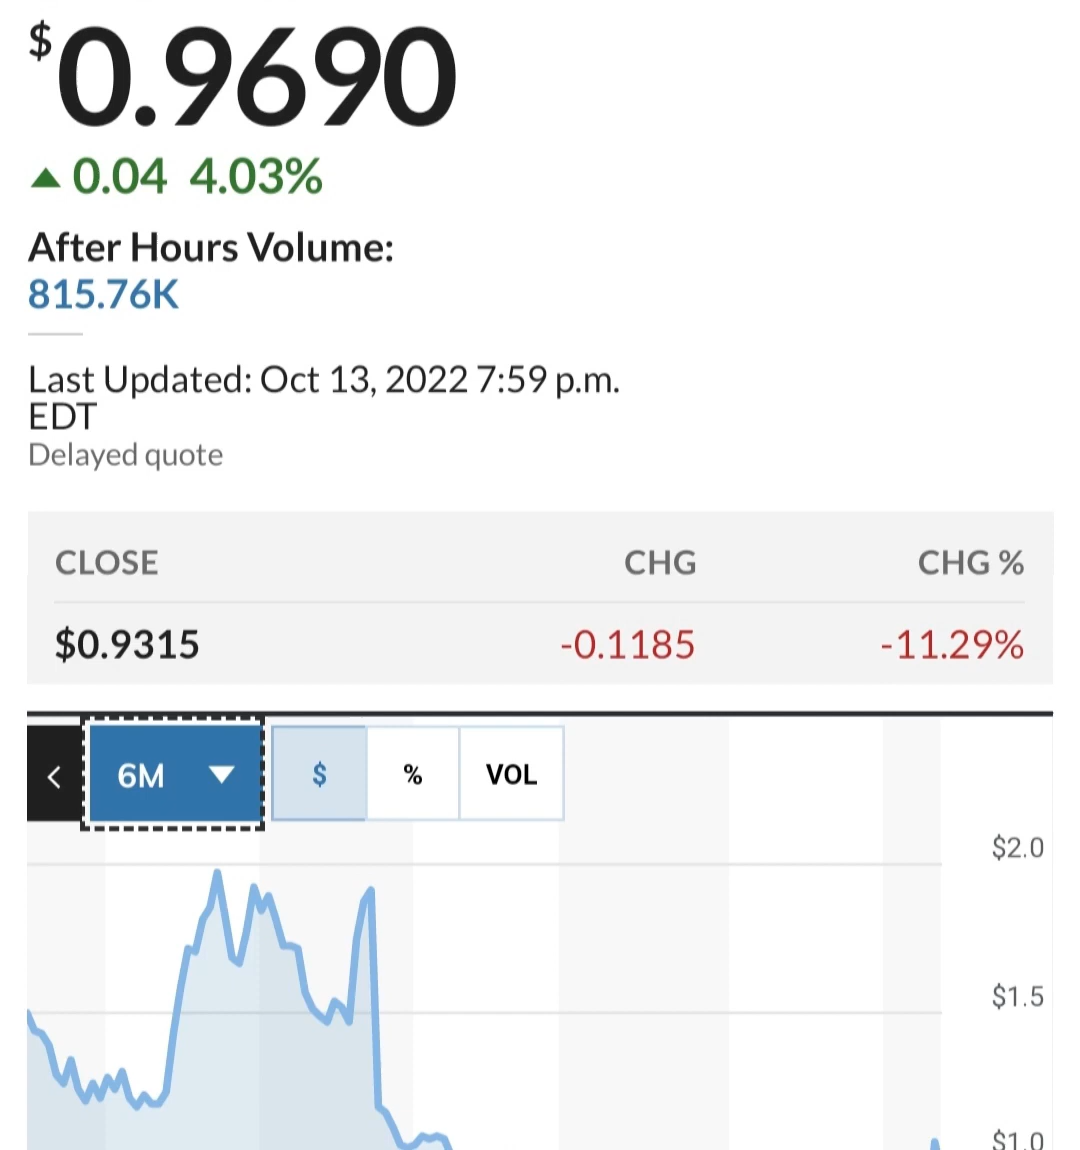 $0.9690
▲ 0.04 4.03%
After Hours Volume:
815.76K
Last Updated: Oct 13, 2022 7:59 p.m.
EDT
Delayed quote
CLOSE CHG CHG %
$0.9315 -0.1185 -11.29%
< 6M ▼ $ % VOL
$2.0
$1.5
$1.0